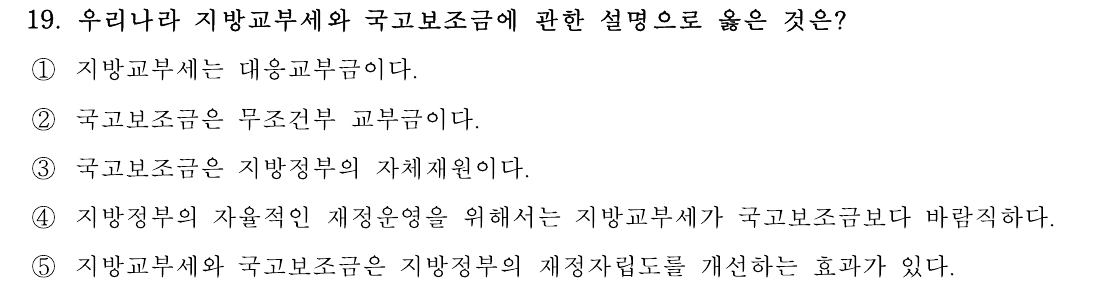 19. 우리나라 지방교부세와 국고보조금에 관한 설명으로 옳은 것은?
① 지방교부세는 대응교부금이다.
② 국고보조금은 무조건부 교부금이다.
③ 국고보조금은 지방정부의 자체재원이다.
④ 지방정부의 자율적인 재정운영을 위해서는 지방교부세가 국고보조금보다 바람직하다.
⑤ 지방교부세와 국고보조금은 지방정부의 재정자립도를 개선하는 효과가 있다.